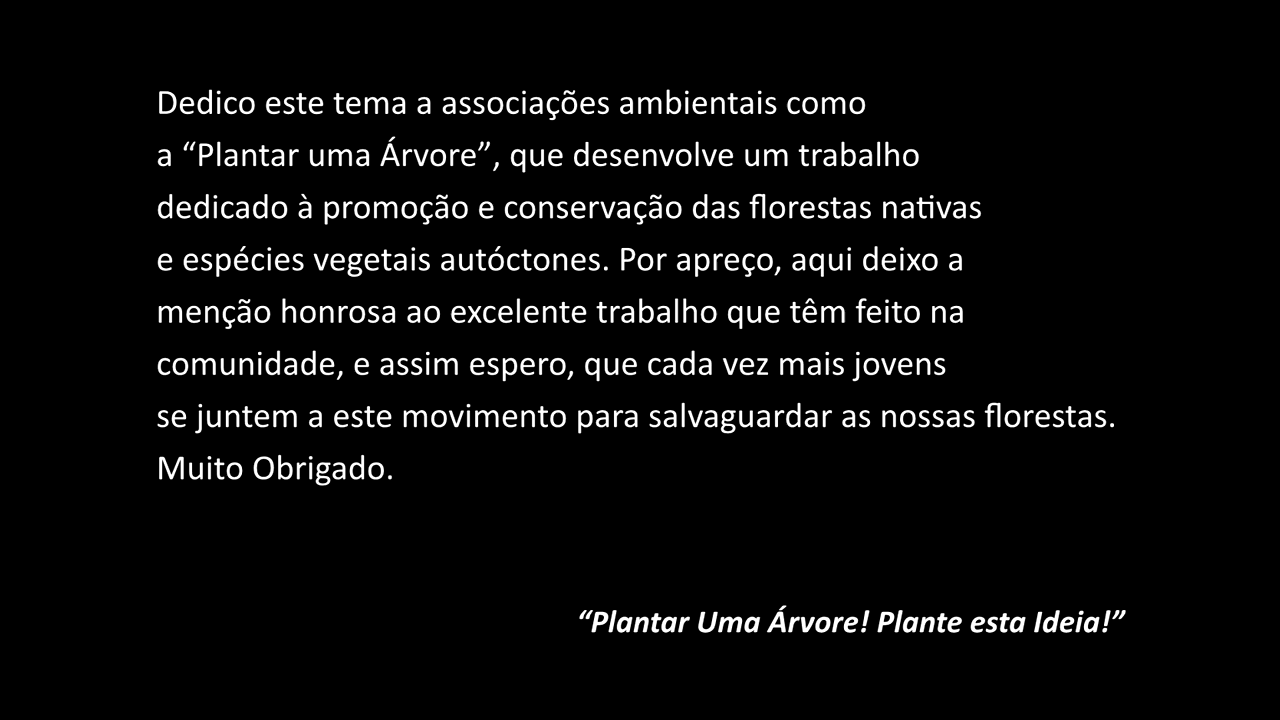 Dedico este tema a associações ambientais como
a “Plantar uma Árvore”, que desenvolve um trabalho
dedicado à promoção e conservação das florestas nativas
e espécies vegetais autóctones. Por apreço, aqui deixo a
menção honrosa ao excelente trabalho que têm feito na
comunidade, e assim espero, que cada vez mais jovens
se juntem a este movimento para salvaguardar as nossas florestas.
Muito Obrigado.
“Plantar Uma Árvore! Plante esta Ideia!”